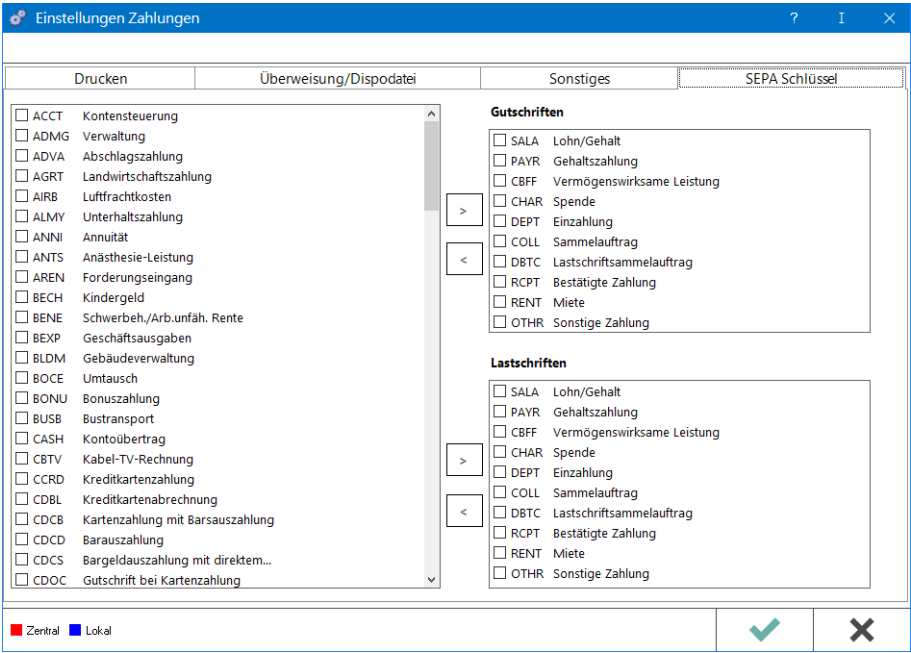 Einstellungen Zahlungen
?
Drucken
Überweisung/Dispodatei
Sonstiges
SEPA Schlüssel
ACCT Kontensteuerung
ADMG Verwaltung
ADVA Abschlagszahlung
AGRT Landwirtschaftszahlung
AIRB Luftfrachtkosten
ALMY Unterhaltszahlung
ANNI Annuität
ANTS Anästhesie-Leistung
AREN Forderungseingang
BECH Kindergeld
BENE Schwerbeh./Arb.unfäh. Rente
BEXP Geschäftsausgaben
BLDM Gebäudeverwaltung
BOCE Umtausch
BONU Bonuszahlung
BUSB Bustransport
CASH Kontoübertrag
CBTV Kabel-TV-Rechnung
CCRD Kreditkartenzahlung
CDBL Kreditkartenabrechnung
CDCB Kartenzahlung mit Barsauszahlung
CDCD Barauszahlung
CDCS Bargeldauszahlung mit direktem...
CDOC Gutschrift bei Kartenzahlung
>
<
>
<
Gutschriften
SALA Lohn/Gehalt
PAYR Gehaltszahlung
CBFF Vermögenswirksame Leistung
CHAR Spende
DEPT Einzahlung
COLL Sammelauftrag
DBTC Lastschriftsammelauftrag
RCPT Bestätigte Zahlung
RENT Miete
OTHR Sonstige Zahlung
Lastschriften
SALA Lohn/Gehalt
PAYR Gehaltszahlung
CBFF Vermögenswirksame Leistung
CHAR Spende
DEPT Einzahlung
COLL Sammelauftrag
DBTC Lastschriftsammelauftrag
RCPT Bestätigte Zahlung
RENT Miete
OTHR Sonstige Zahlung
Zentral
Lokal